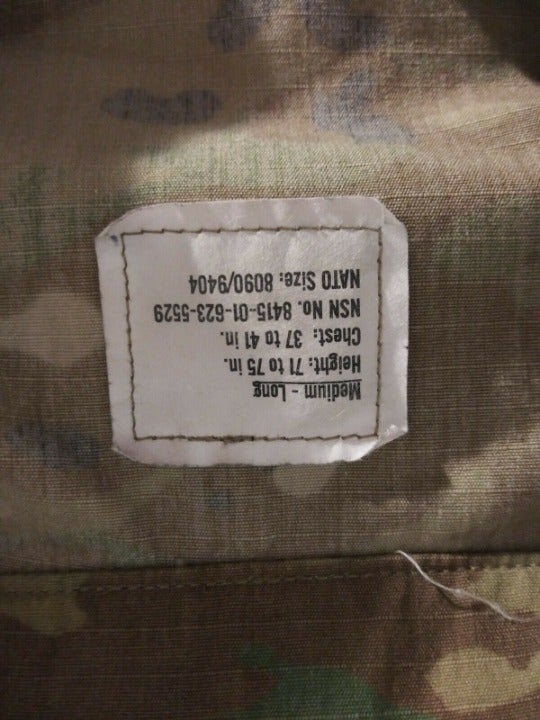 Medium - Long
Height: 71 to 75 in.
Chest: 37 to 41 in.
NSN No. 8415-01-623-5529
NATO Size: 8090/9404